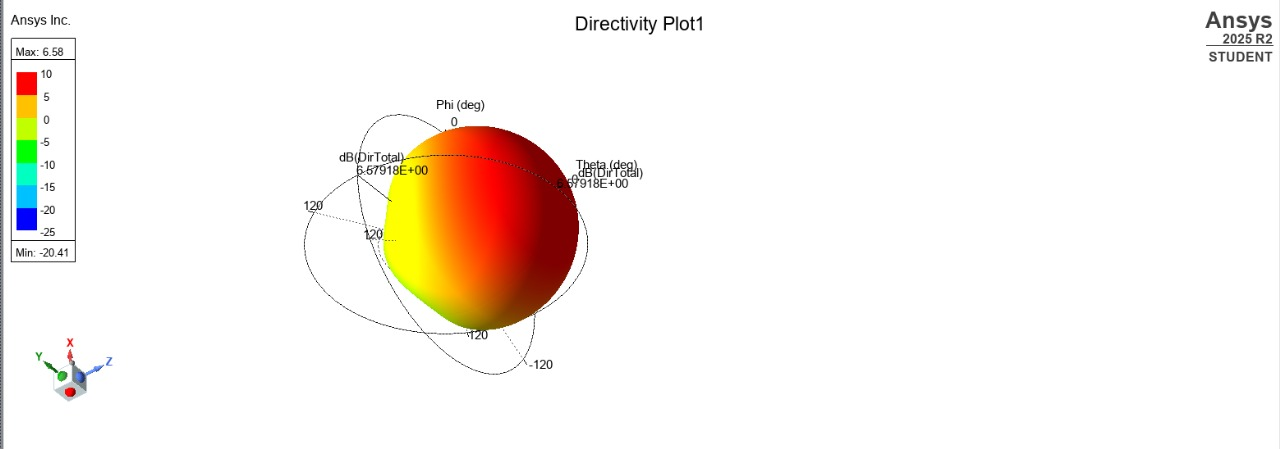 Ansys Inc.
Directivity Plot1
Ansys
2025 R2
STUDENT
Max: 6.58
10
5
0
-5
-10
-15
-20
-25
Min: -20.41
Phi (deg)
0
dB(DirTotal)
6.57918E+00
Theta (deg)
0
dB(DirTotal)
6.57918E+00
120
120
-120
-120
X
Y
Z